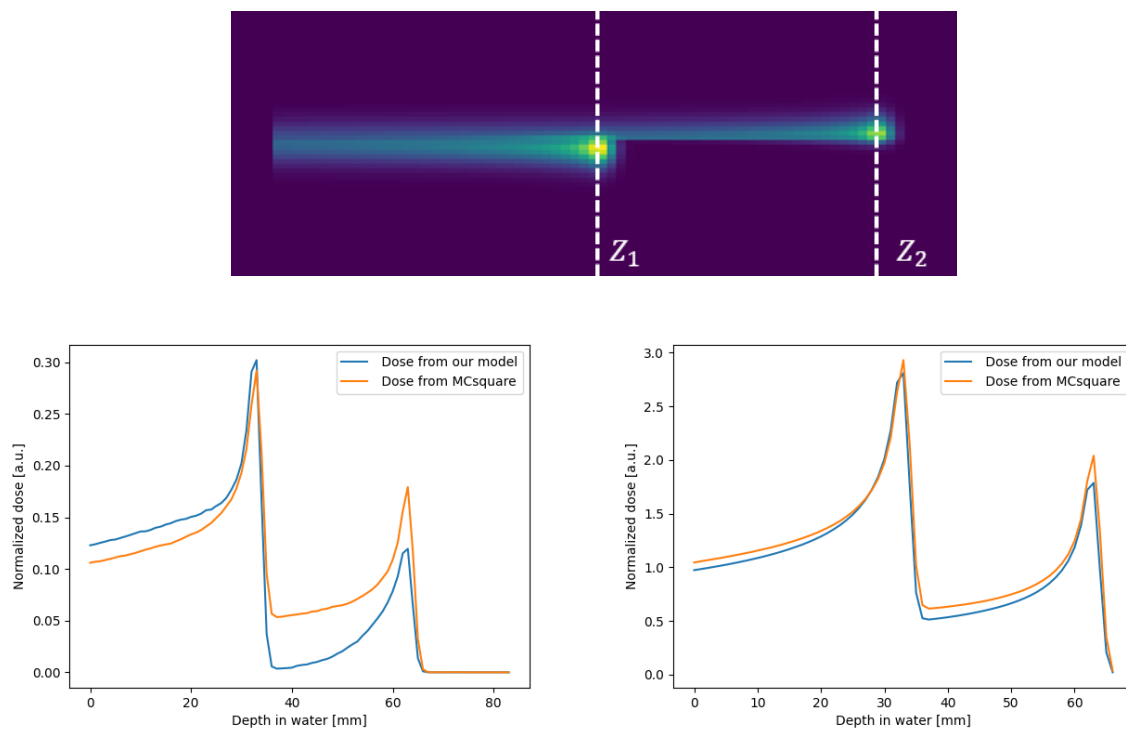 Z₁
Z₂
Normalized dose [a.u.]
0.30
0.25
0.20
0.15
0.10
0.05
0.00
Dose from our model
Dose from MCsquare
0
20
40
60
80
Depth in water [mm]
Normalized dose [a.u.]
3.0
2.5
2.0
1.5
1.0
0.5
0.0
Dose from our model
Dose from MCsquare
0
10
20
30
40
50
60
Depth in water [mm]